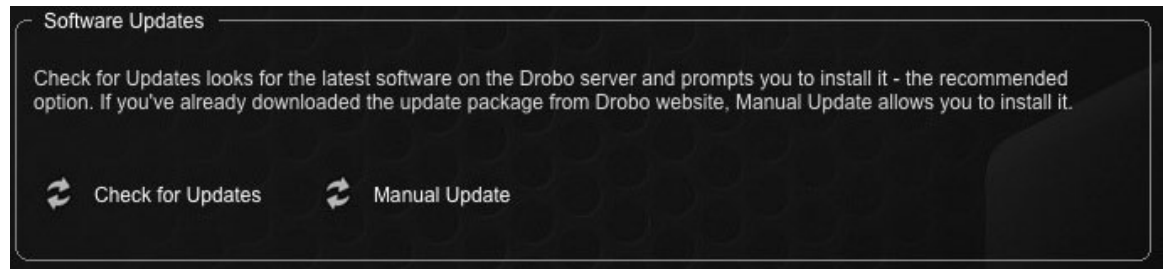 Software Updates
Check for Updates looks for the latest software on the Drobo server and prompts you to install it - the recommended
option. If you've already downloaded the update package from Drobo website, Manual Update allows you to install it.
Check for Updates Manual Update